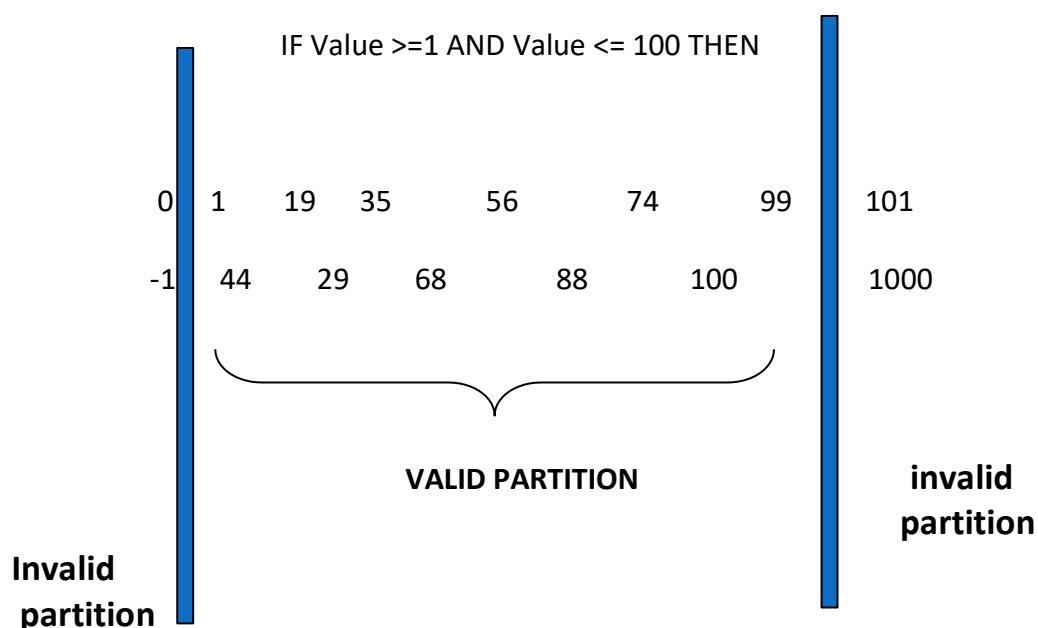 IF Value >=1 AND Value <= 100 THEN
0 1 19 35 56 74 99 101
-1 44 29 68 88 100 1000
VALID PARTITION
invalid
partition
Invalid
partition